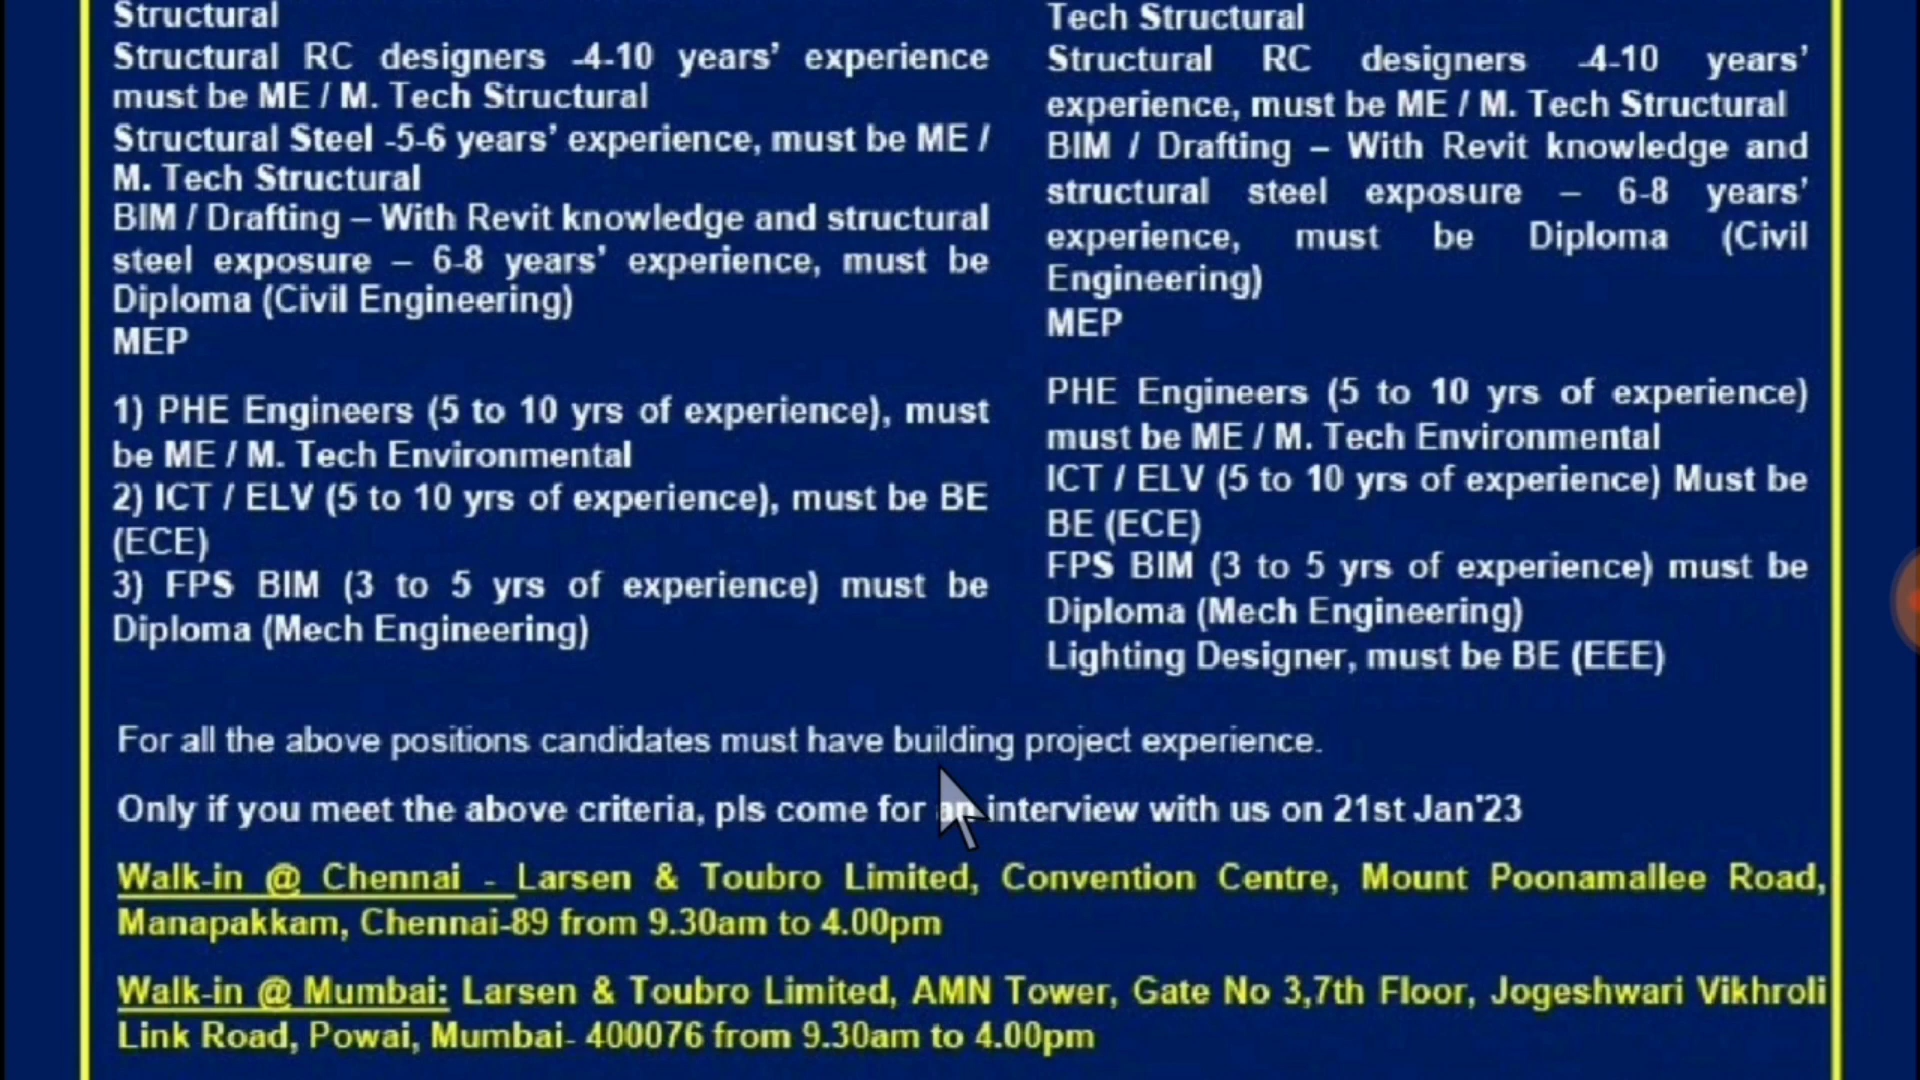 Structural
Structural RC designers -4-10 years’ experience
must be ME / M. Tech Structural
Structural Steel -5-6 years’ experience, must be ME /
M. Tech Structural
BIM / Drafting – With Revit knowledge and structural
steel exposure – 6-8 years’ experience, must be
Diploma (Civil Engineering)
MEP
1) PHE Engineers (5 to 10 yrs of experience), must
be ME / M. Tech Environmental
2) ICT / ELV (5 to 10 yrs of experience), must be BE
(ECE)
3) FPS BIM (3 to 5 yrs of experience) must be
Diploma (Mech Engineering)
Tech Structural
Structural RC designers -4-10 years’
experience, must be ME / M. Tech Structural
BIM / Drafting – With Revit knowledge and
structural steel exposure – 6-8 years’
experience, must be Diploma (Civil
Engineering)
MEP
PHE Engineers (5 to 10 yrs of experience)
must be ME / M. Tech Environmental
ICT / ELV (5 to 10 yrs of experience) Must be
BE (ECE)
FPS BIM (3 to 5 yrs of experience) must be
Diploma (Mech Engineering)
Lighting Designer, must be BE (EEE)
For all the above positions candidates must have building project experience.
Only if you meet the above criteria, pls come for an interview with us on 21st Jan'23
Walk-in @ Chennai - Larsen & Toubro Limited, Convention Centre, Mount Poonamallee Road,
Manapakkam, Chennai-89 from 9.30am to 4.00pm
Walk-in @ Mumbai: Larsen & Toubro Limited, AMN Tower, Gate No 3,7th Floor, Jogeshwari Vikhroli
Link Road, Powai, Mumbai- 400076 from 9.30am to 4.00pm